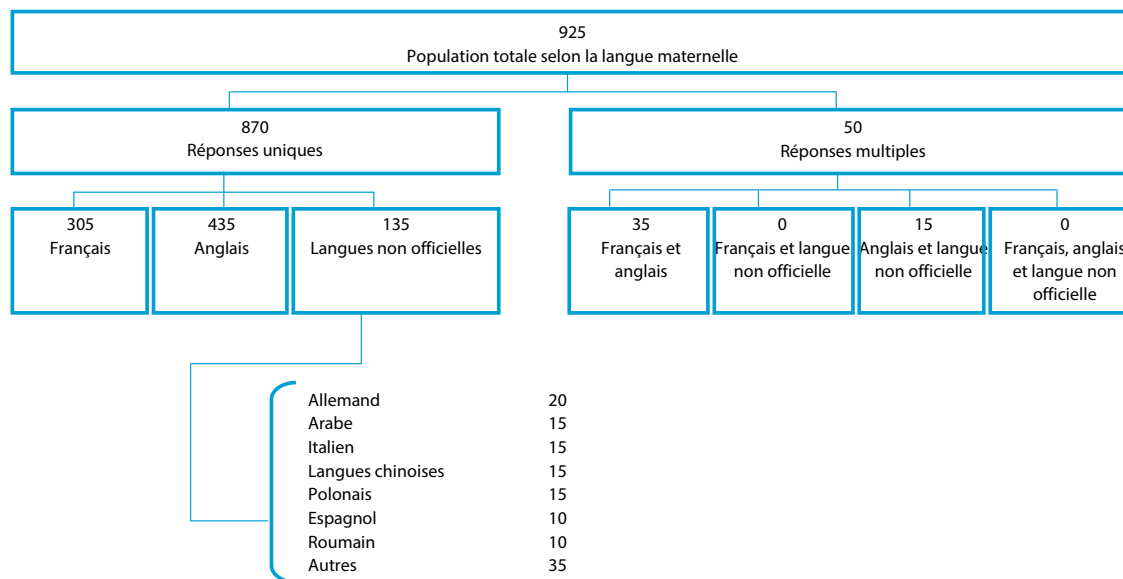 925
Population totale selon la langue maternelle
870
Réponses uniques
50
Réponses multiples
305
Français
435
Anglais
135
Langues non officielles
35
Français et
anglais
0
Français et langue
non officielle
15
Anglais et langue
non officielle
0
Français, anglais
et langue non
officielle
Allemand 20
Arabe 15
Italien 15
Langues chinoises 15
Polonais 15
Espagnol 10
Roumain 10
Autres 35